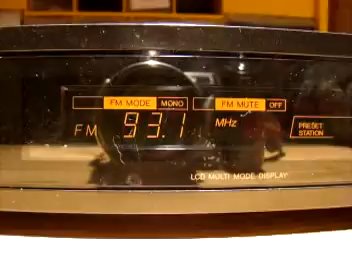 FM MODE MONO FM MUTE OFF
FM 93.1 MHz PRESET STATION
LCD MULTI MODE DISPLAY